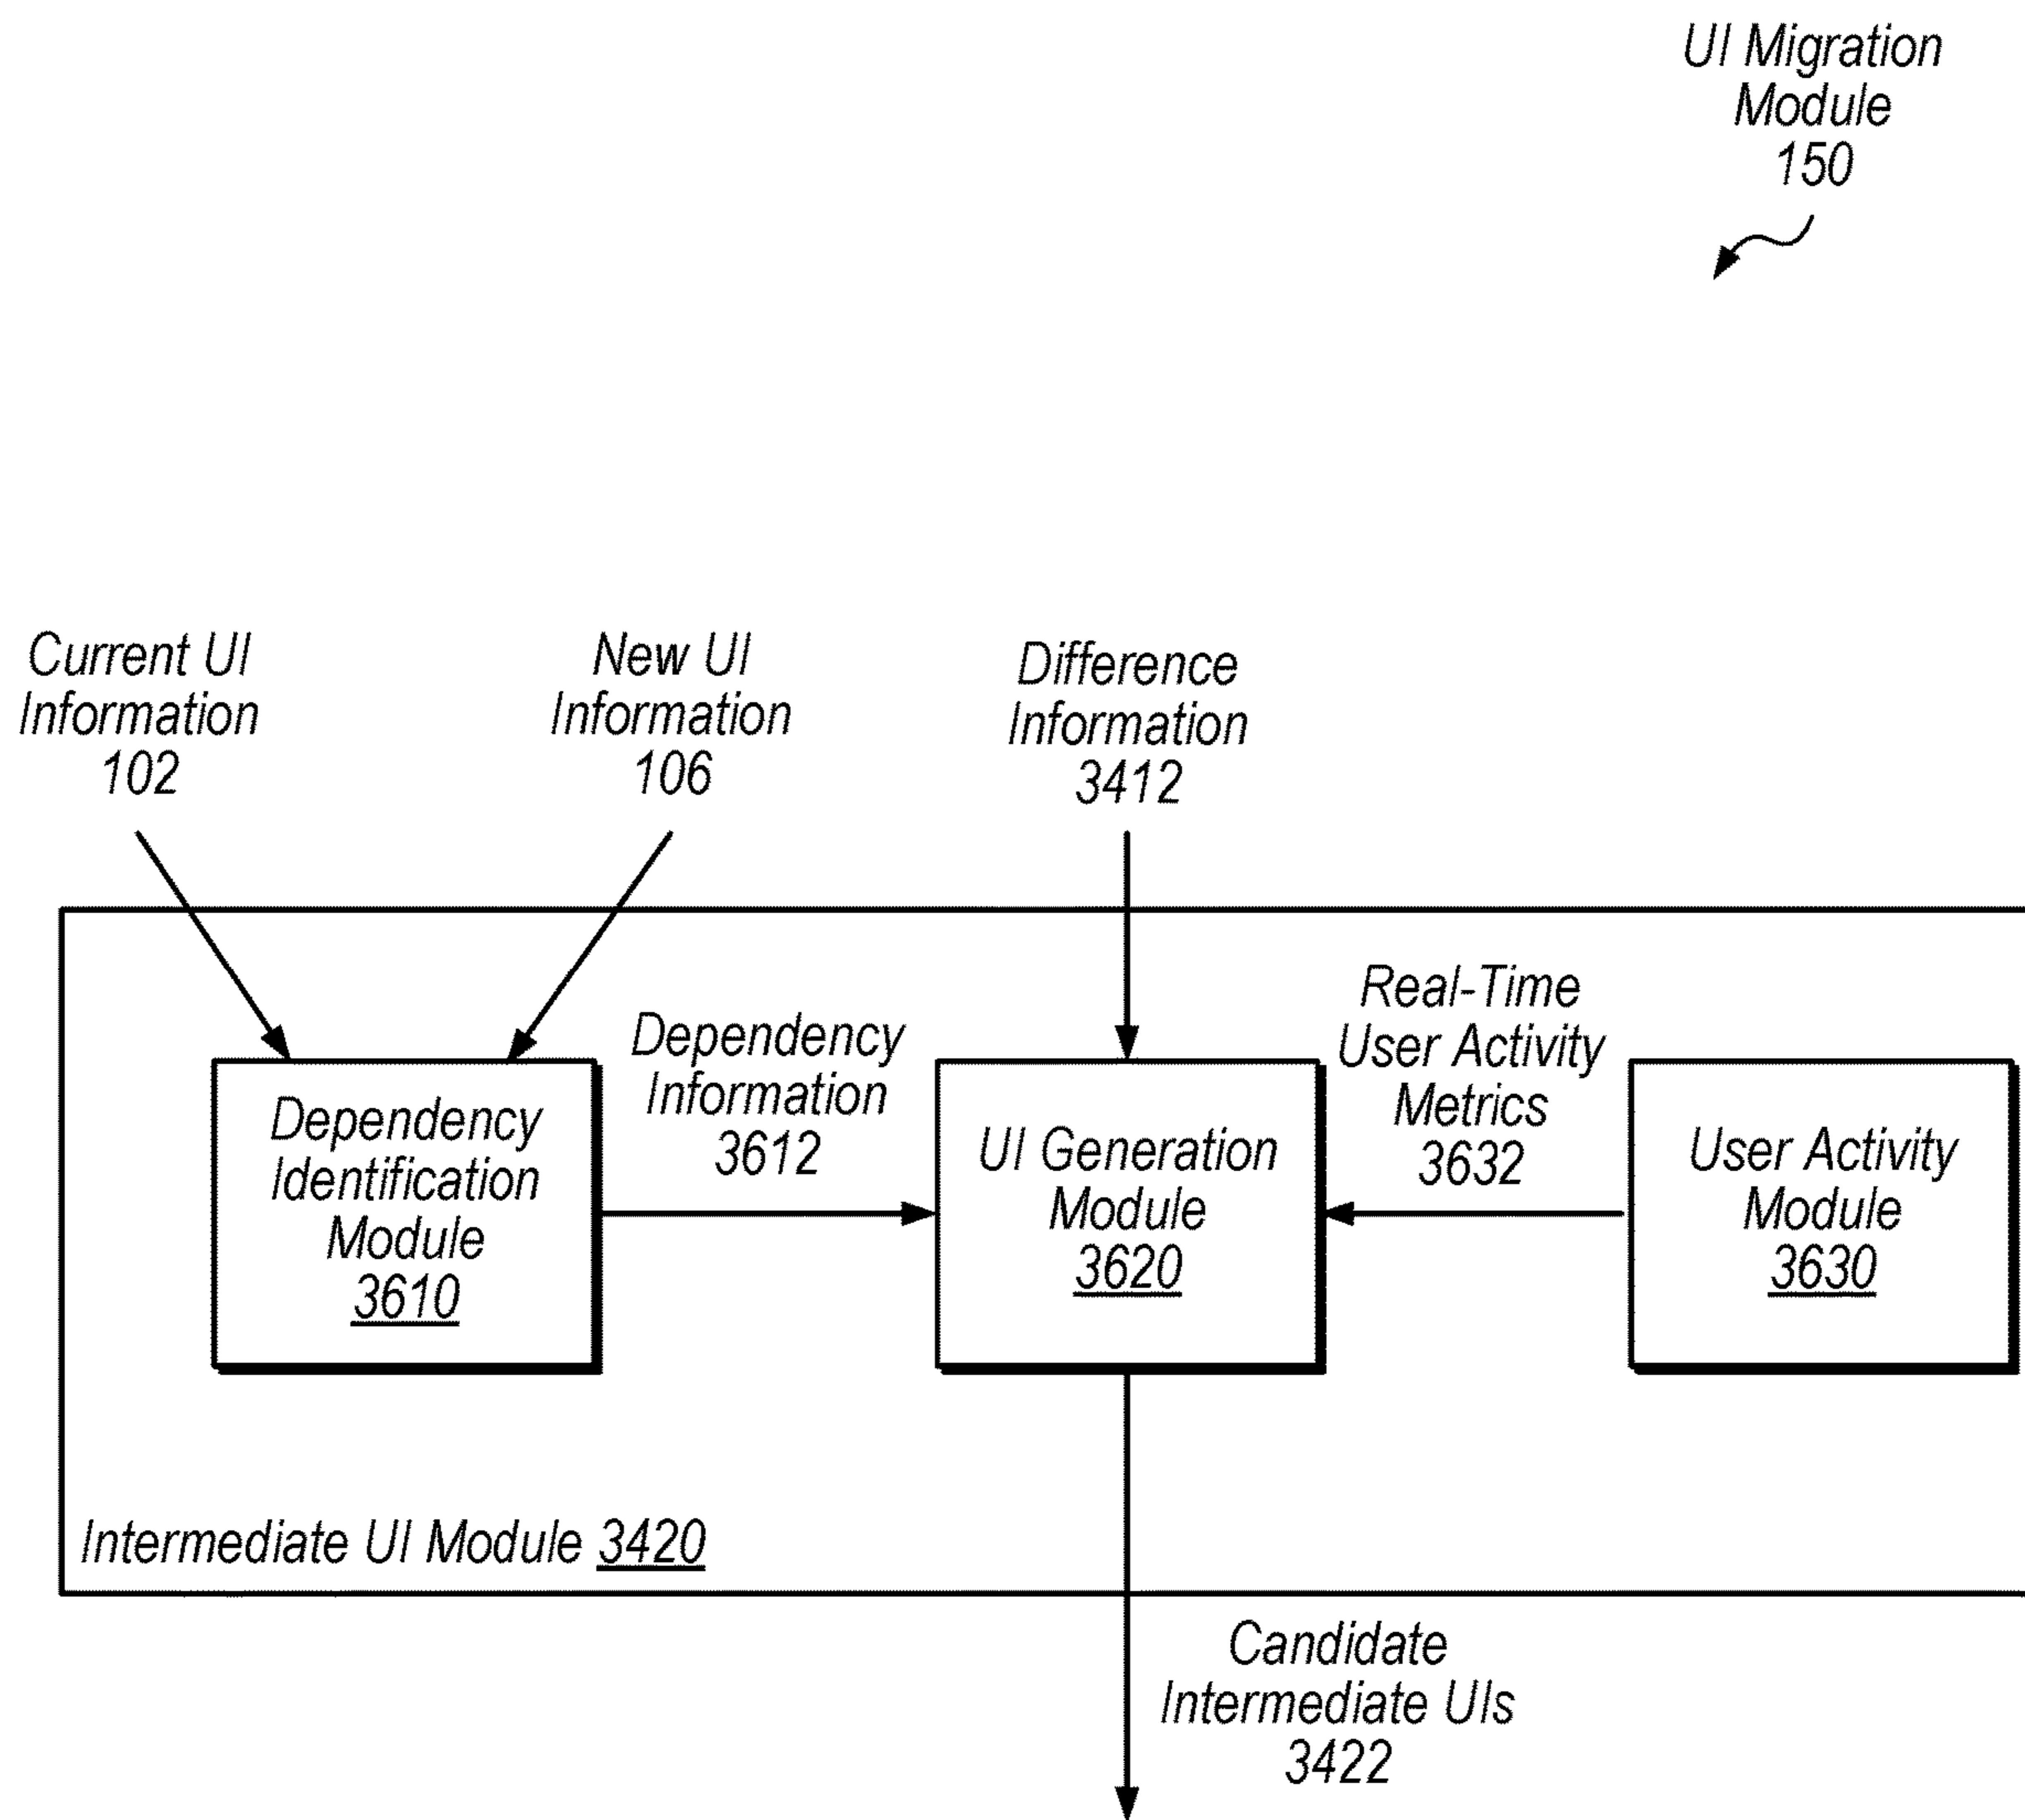 UI Migration
Module
150
Current UI
Information
102
New UI
Information
106
Difference
Information
3412
Dependency
Identification
Module
3610
Dependency
Information
3612
UI Generation
Module
3620
Real-Time
User Activity
Metrics
3632
User Activity
Module
3630
Intermediate UI Module 3420
Candidate
Intermediate UIs
3422